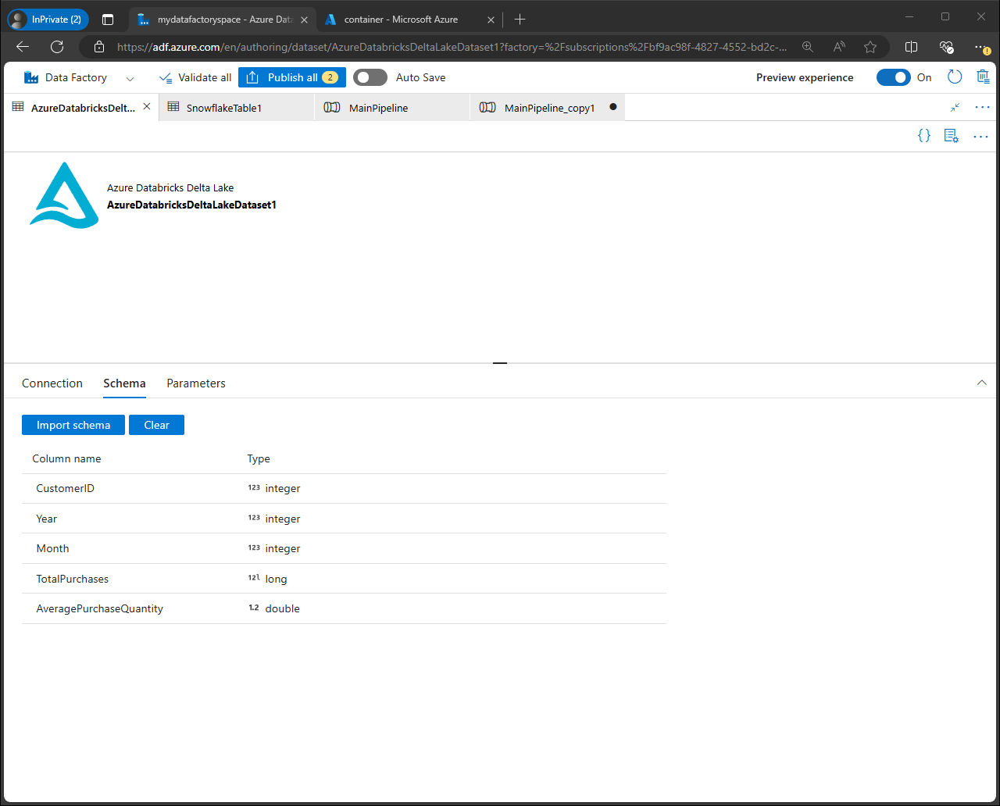 InPrivate (2)
mydatafactoryspace - Azure Data
container - Microsoft Azure
https://adf.azure.com/en/authoring/dataset/AzureDatabricksDeltaLakeDataset1?factory=%2Fsubscriptions%2Fbf9ac98f-4827-4552-bd2c-...
Data Factory
Validate all
Publish all 2
Auto Save
Preview experience
On
AzureDatabricksDelt...
SnowflakeTable1
MainPipeline
MainPipeline_copy1
Azure Databricks Delta Lake
AzureDatabricksDeltaLakeDataset1
Connection Schema Parameters
Import schema Clear
Column name Type
CustomerID 123 integer
Year 123 integer
Month 123 integer
TotalPurchases 12l long
AveragePurchaseQuantity 1.2 double